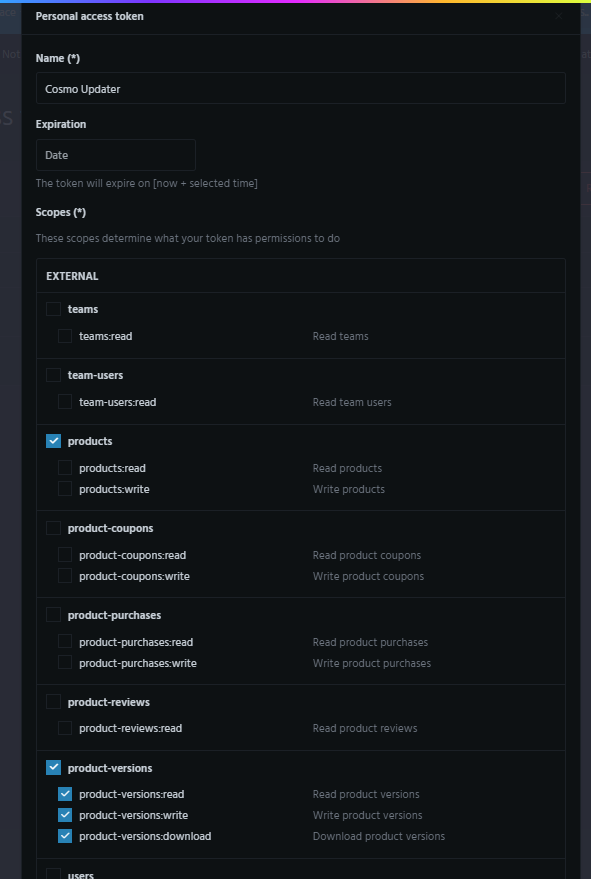 Personal access token
Name (*)
Cosmo Updater
Expiration
Date
The token will expire on [now + selected time]
Scopes (*)
These scopes determine what your token has permissions to do
EXTERNAL
teams
teams:read Read teams
team-users
team-users:read Read team users
products
products:read Read products
products:write Write products
product-coupons
product-coupons:read Read product coupons
product-coupons:write Write product coupons
product-purchases
product-purchases:read Read product purchases
product-purchases:write Write product purchases
product-reviews
product-reviews:read Read product reviews
product-versions
product-versions:read Read product versions
product-versions:write Write product versions
product-versions:download Download product versions
users